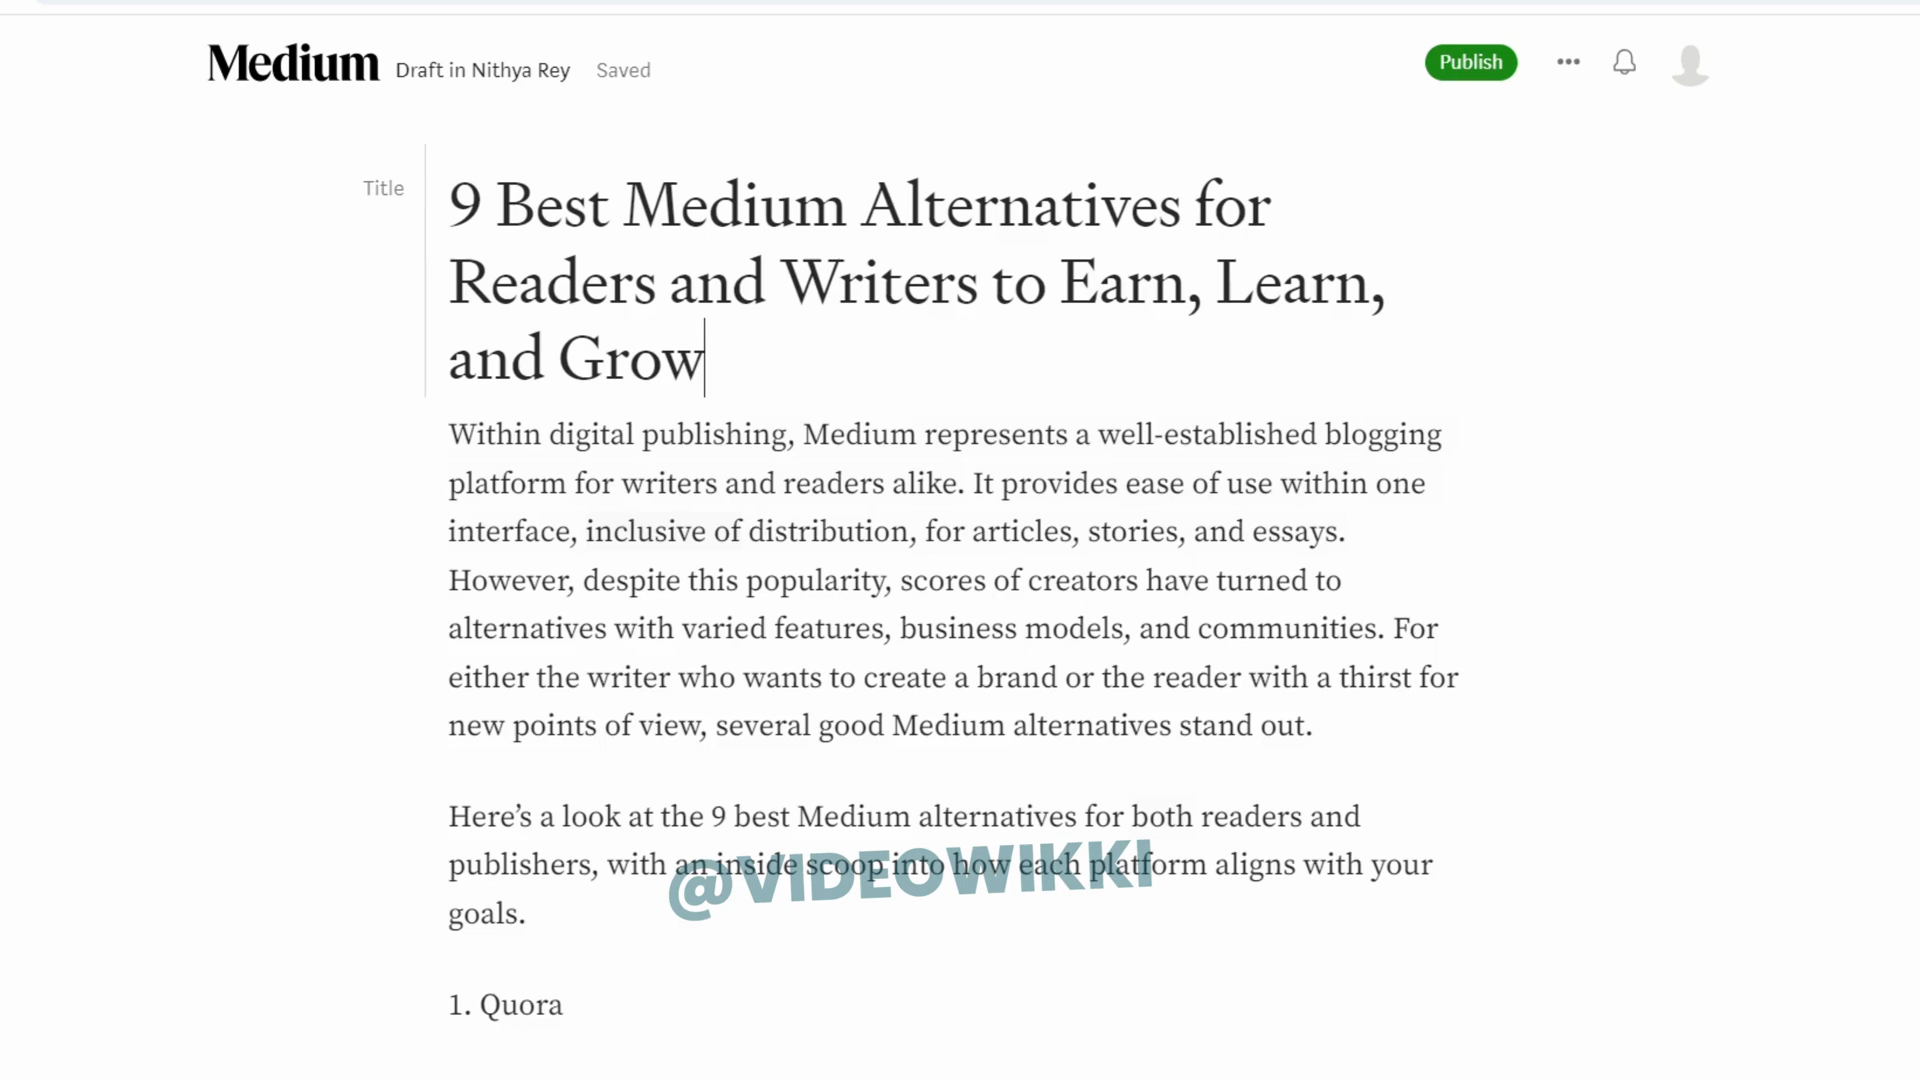 Medium Draft in Nithya Rey Saved Publish
Title
9 Best Medium Alternatives for
Readers and Writers to Earn, Learn,
and Grow
Within digital publishing, Medium represents a well-established blogging
platform for writers and readers alike. It provides ease of use within one
interface, inclusive of distribution, for articles, stories, and essays.
However, despite this popularity, scores of creators have turned to
alternatives with varied features, business models, and communities. For
either the writer who wants to create a brand or the reader with a thirst for
new points of view, several good Medium alternatives stand out.
Here’s a look at the 9 best Medium alternatives for both readers and
publishers, with an inside scoop into how each platform aligns with your
goals.
@VIDEOWIKKI
1. Quora